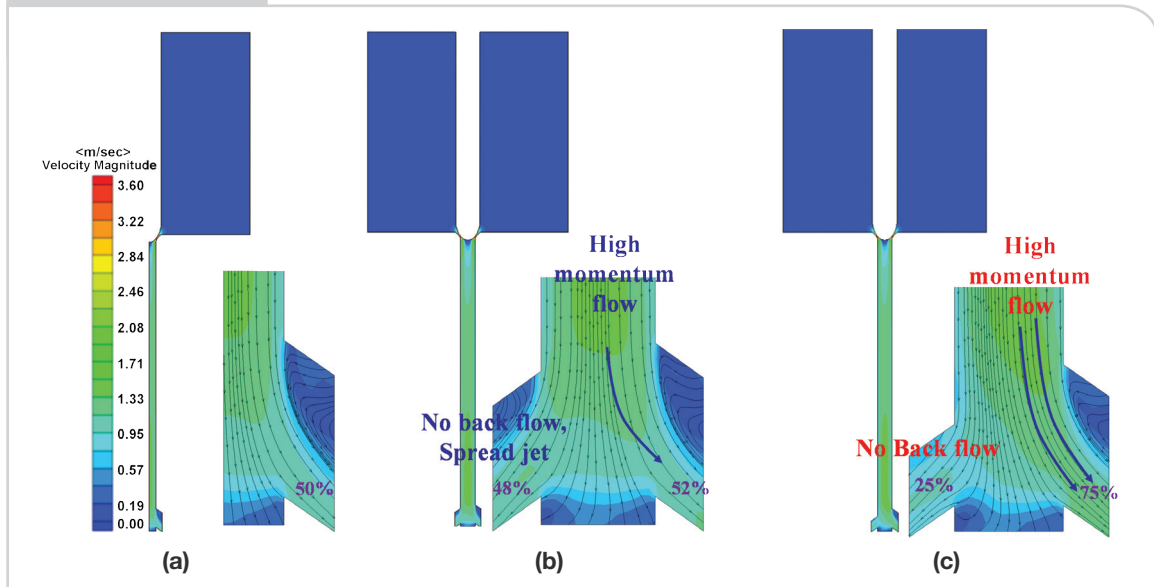 <m/sec>
Velocity Magnitude
3.60
3.22
2.84
2.46
2.08
1.71
1.33
0.95
0.57
0.19
0.00
50%
(a)
High
momentum
flow
No back flow,
Spread jet
48%
52%
(b)
High
momentum
flow
No Back flow
25%
75%
(c)